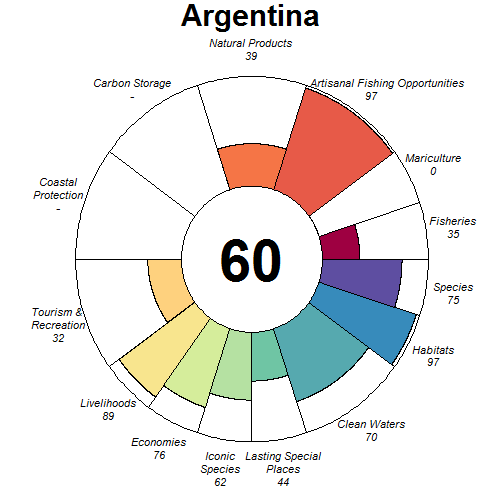 Argentina
Natural Products
39
Artisanal Fishing Opportunities
97
Mariculture
0
Fisheries
35
Species
75
Habitats
97
Clean Waters
70
Lasting Special
Places
44
Iconic
Species
62
Economies
76
Livelihoods
89
Tourism &
Recreation
32
Coastal
Protection
-
Carbon Storage
-
60